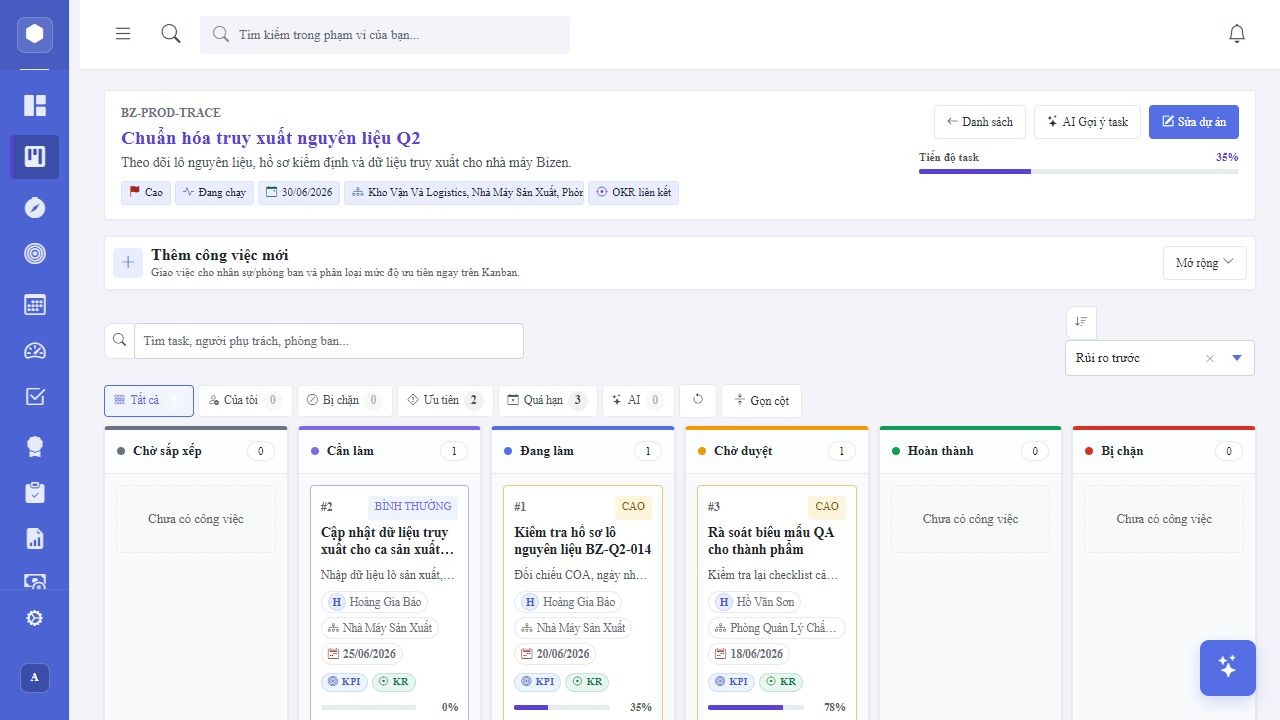 Tìm kiếm trong phạm vi của bạn...
BZ-PROD-TRACE
Chuẩn hóa truy xuất nguyên liệu Q2
Theo dõi lô nguyên liệu, hồ sơ kiểm định và dữ liệu truy xuất cho nhà máy Bizen.
Cao
Đang chạy
30/06/2026
Kho Vận Và Logistics, Nhà Máy Sản Xuất, Phòn
OKR liên kết
Danh sách
AI Gợi ý task
Sửa dự án
Tiến độ task
35%
Thêm công việc mới
Giao việc cho nhân sự/phòng ban và phân loại mức độ ưu tiên ngay trên Kanban.
Mở rộng
Tìm task, người phụ trách, phòng ban...
Rủi ro trước
Tất cả 3
Của tôi 0
Bị chặn 0
Ưu tiên 2
Quá hạn 3
AI 0
Gọn cột
Chờ sắp xếp 0
Chưa có công việc
Cần làm 1
#2 BÌNH THƯỜNG
Cập nhật dữ liệu truy
xuất cho ca sản xuất...
Nhập dữ liệu lô sản xuất,...
H Hoàng Gia Bảo
Nhà Máy Sản Xuất
25/06/2026
KPI KR
0%
Đang làm 1
#1 CAO
Kiểm tra hồ sơ lô
nguyên liệu BZ-Q2-014
Đối chiếu COA, ngày nh...
H Hoàng Gia Bảo
Nhà Máy Sản Xuất
20/06/2026
KPI KR
35%
Chờ duyệt 1
#3 CAO
Rà soát biểu mẫu QA
cho thành phẩm
Kiểm tra lại checklist cả...
H Hồ Văn Sơn
Phòng Quản Lý Chấ...
18/06/2026
KPI KR
78%
Hoàn thành 0
Chưa có công việc
Bị chặn 0
Chưa có công việc
A